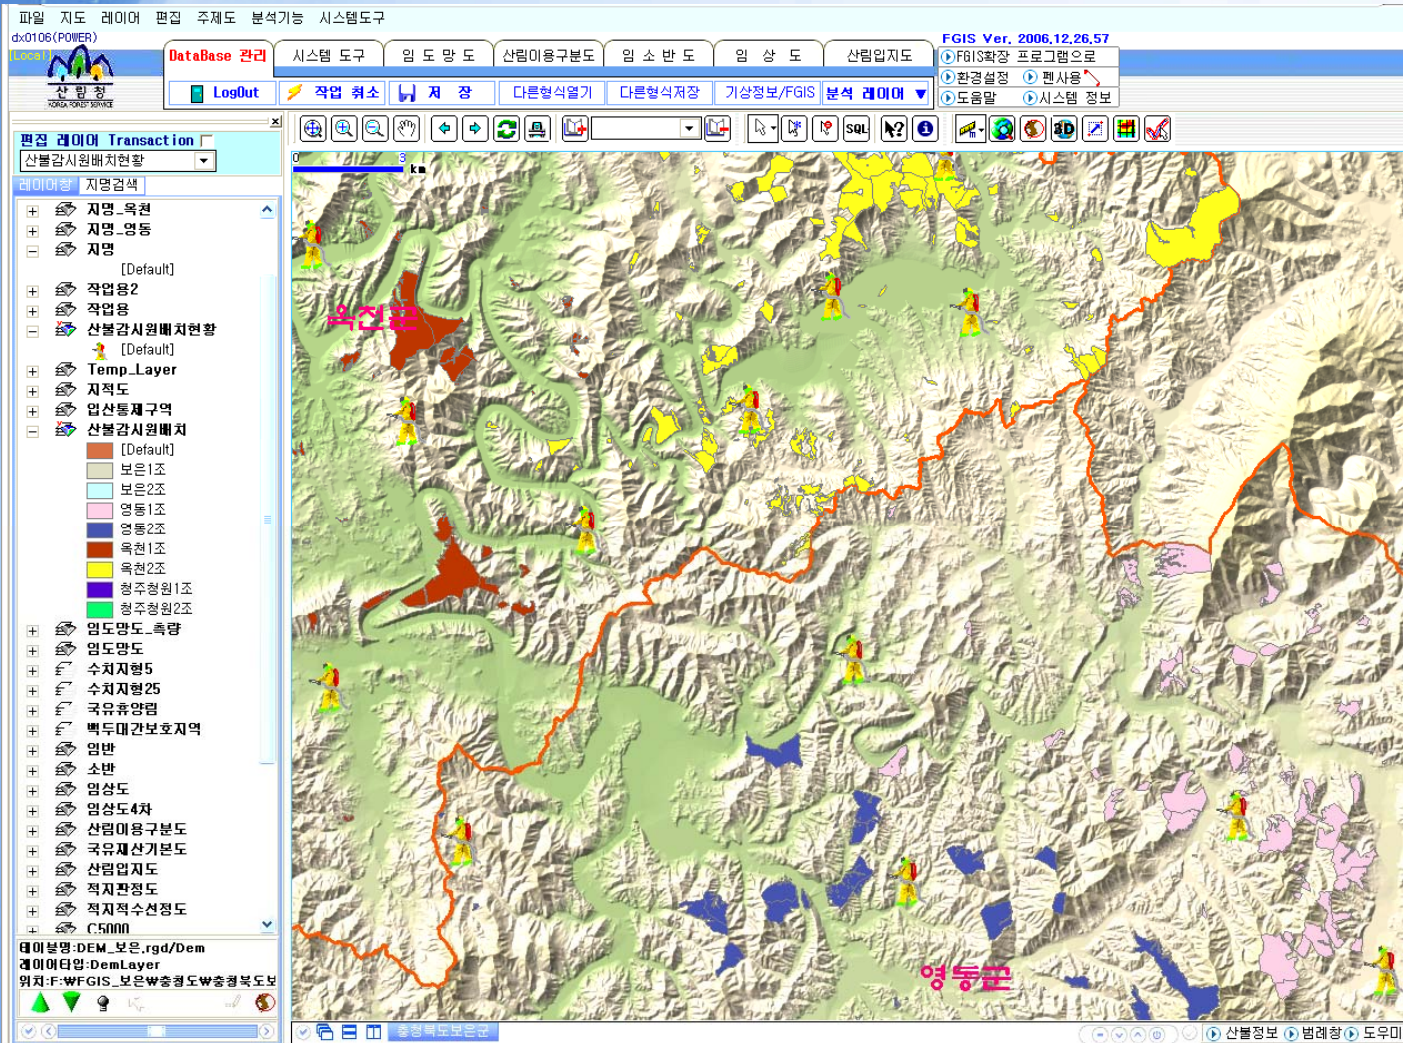 파일 지도 레이어 편집 주제도 분석기능 시스템도구
dx0106(POWER)
[Local]
산림청
KOREA FOREST SERVICE
DataBase 관리 시스템 도구 임 도 망 도 산림이용구분도 임 소 반 도 임 상 도 산림입지도
LogOut 작업 취소 저 장 다른형식열기 다른형식저장 기상정보/FGIS 분석 레이어 ▼
FGIS Ver, 2006,12,26,57
FGIS확장 프로그램으로
환경설정 펜사용
도움말 시스템 정보
SQL
3D
편집 레이어 Transaction
산불감시원배치현황
레이어창 지명검색
지명_옥천
지명_영동
지명
[Default]
작업용2
작업용
산불감시원배치현황
[Default]
Temp_Layer
지적도
입산통제구역
산불감시원배치
[Default]
보은1조
보은2조
영동1조
영동2조
옥천1조
옥천2조
청주청원1조
청주청원2조
임도망도_측량
임도망도
수치지형5
수치지형25
국유휴양림
백두대간보호지역
임반
소반
임상도
임상도4차
산림이용구분도
국유재산기본도
산림입지도
적지판정도
적지적수선정도
C5000
테이블명:DEM_보은,rgd/Dem
레이어타입:DemLayer
위치:F:₩FGIS_보은₩충청도₩충청북도보
0 3
km
옥천군
영동군
충청북도보은군
산불정보 범례창 도우미